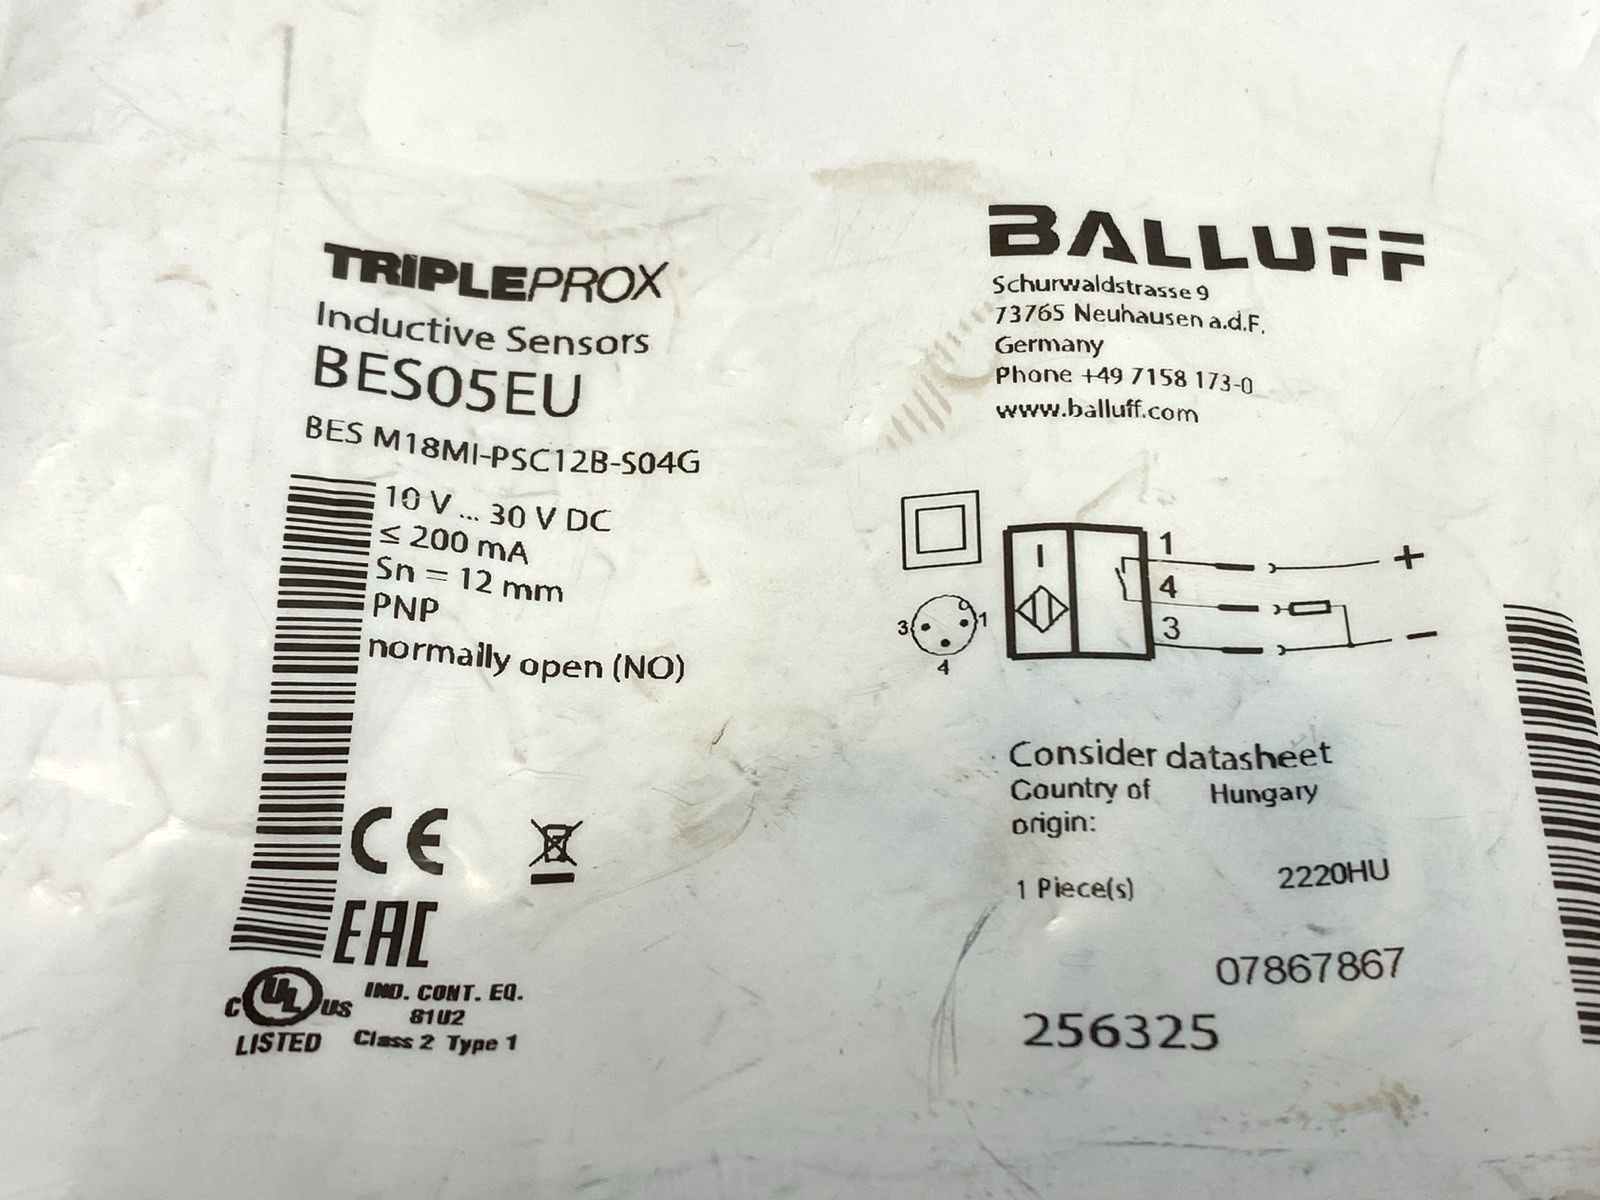 TRIPLEPROX
Inductive Sensors
BES05EU
BES M18MI-PSC12B-S04G
10 V ... 30 V DC
≤ 200 mA
Sn = 12 mm
PNP
normally open (NO)
CE
EAC
C UL US
LISTED
IND. CONT. EQ.
81U2
Class 2 Type 1
BALLUFF
Schurwaldstrasse 9
73765 Neuhausen a.d.F.
Germany
Phone +49 7158 173-0
www.balluff.com
1 +
4
3 −
3 1
4
Consider datasheet
Country of Hungary
origin:
1 Piece(s) 2220HU
07867867
256325